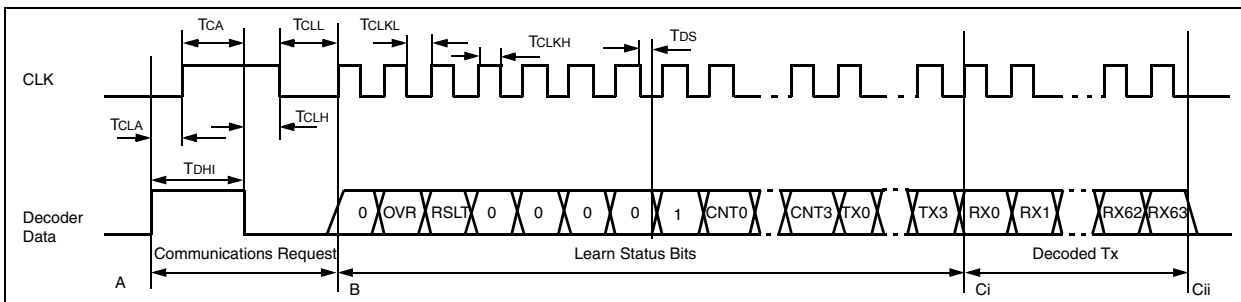 TCA TCLL TCLKL TCLKH TDS
CLK
TCLA TCLH
TDHI
Decoder Data
0 OVR RSLT 0 0 0 0 1 CNT0 CNT3 TX0 TX3 RX0 RX1 RX62 RX63
Communications Request Learn Status Bits Decoded Tx
A B Ci Cii